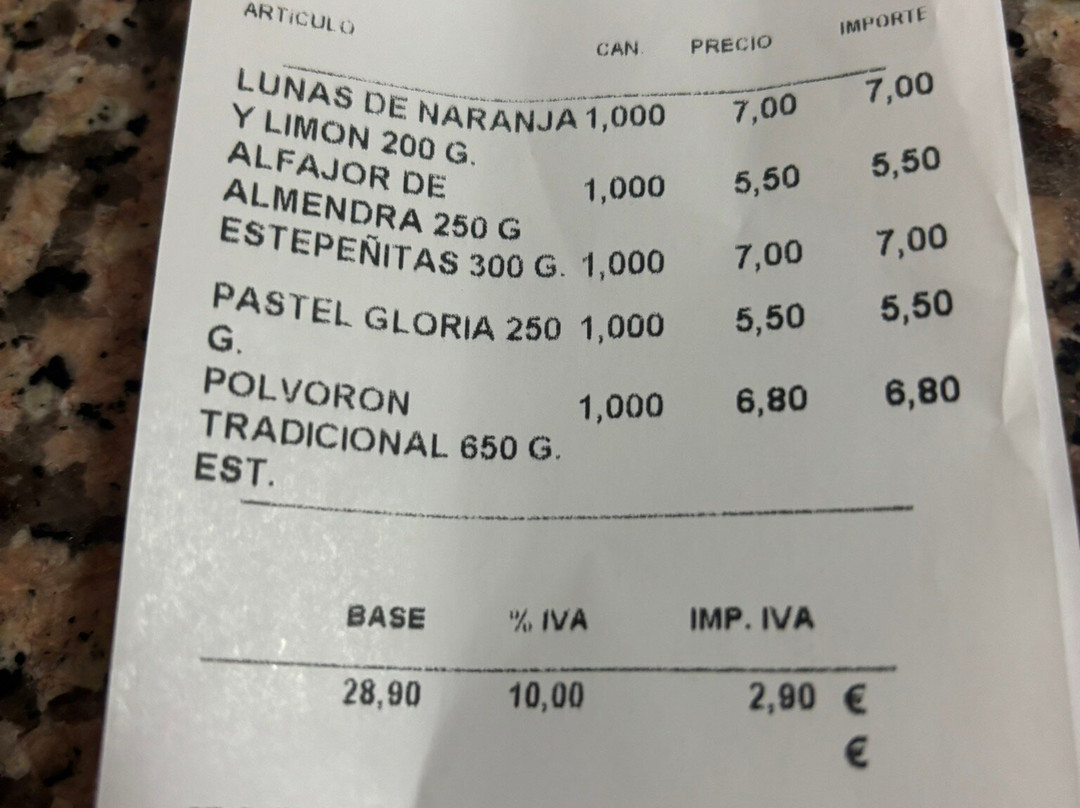 ARTíCULO CAN. PRECIO IMPORTE
LUNAS DE NARANJA 1,000 7,00 7,00
Y LIMON 200 G.
ALFAJOR DE 1,000 5,50 5,50
ALMENDRA 250 G
ESTEPEÑITAS 300 G. 1,000 7,00 7,00
PASTEL GLORIA 250 1,000 5,50 5,50
G.
POLVORON 1,000 6,80 6,80
TRADICIONAL 650 G.
EST.
BASE % IVA IMP. IVA
28,90 10,00 2,90 €
€